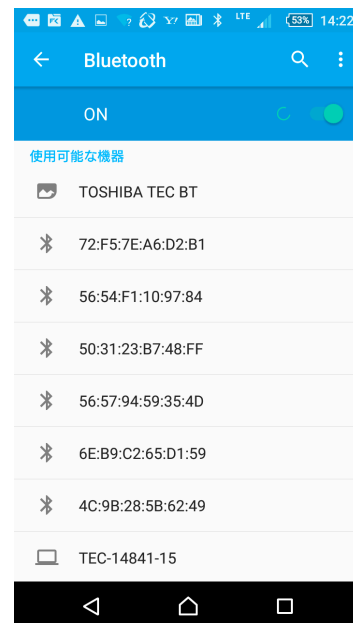 LTE 53% 14:22
Bluetooth
ON
使用可能な機器
TOSHIBA TEC BT
72:F5:7E:A6:D2:B1
56:54:F1:10:97:84
50:31:23:B7:48:FF
56:57:94:59:35:4D
6E:B9:C2:65:D1:59
4C:9B:28:5B:62:49
TEC-14841-15